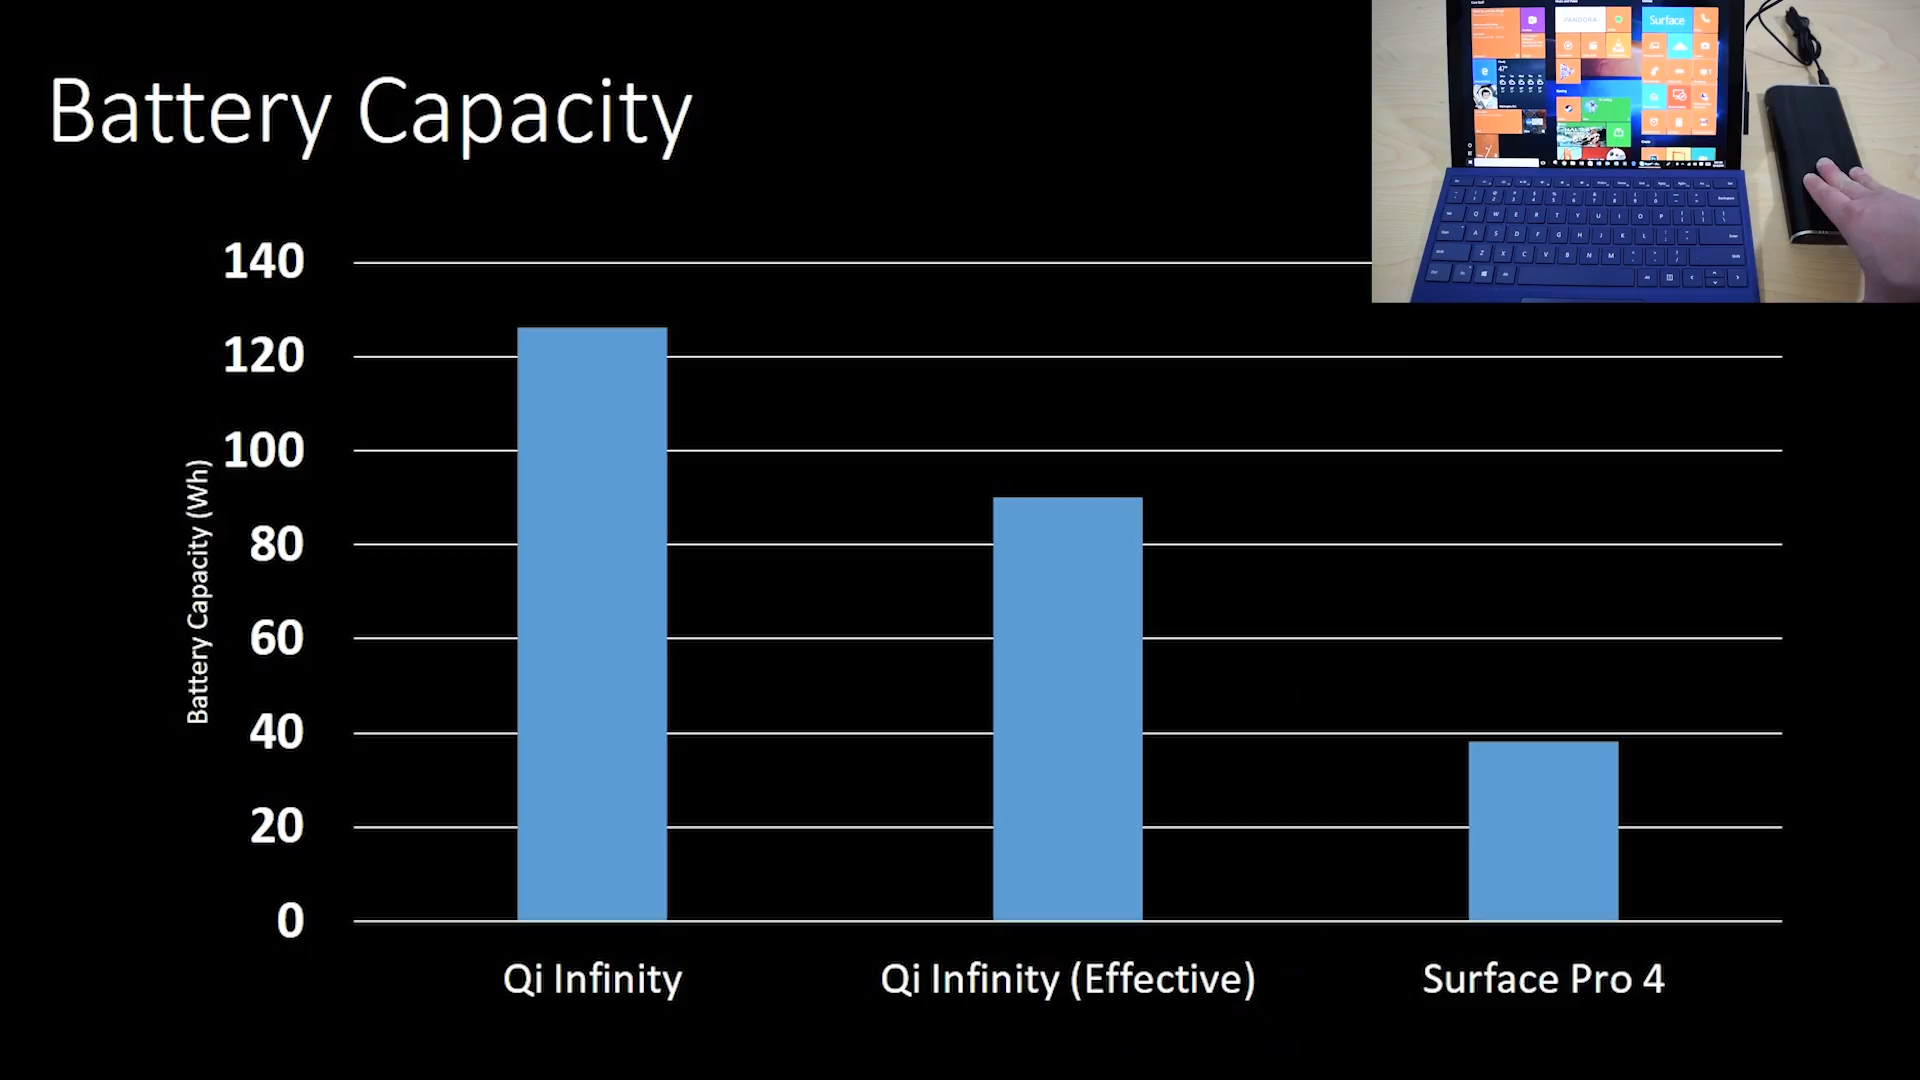 Battery Capacity
PANDORA
Surface
140
120
100
80
60
40
20
0
Battery Capacity (Wh)
Qi Infinity
Qi Infinity (Effective)
Surface Pro 4